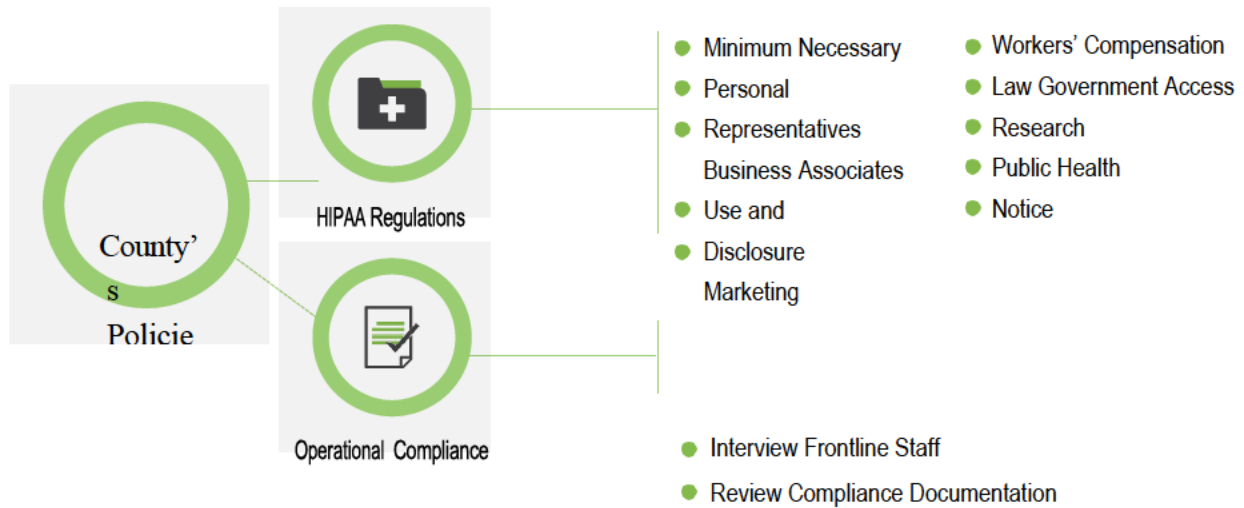 County’
s
Policie
HIPAA Regulations
Operational Compliance
Minimum Necessary
Personal
Representatives
Business Associates
Use and
Disclosure
Marketing
Workers’ Compensation
Law Government Access
Research
Public Health
Notice
Interview Frontline Staff
Review Compliance Documentation